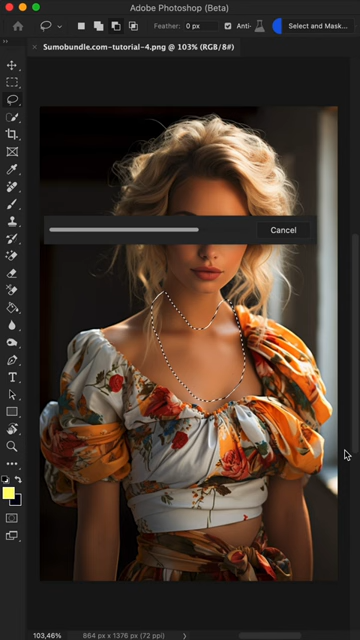 Adobe Photoshop (Beta)
Feather: 0 px Anti- Select and Mask...
Sumobundle.com-tutorial-4.png @ 103% (RGB/8#)
Cancel
T
103,46% 864 px x 1376 px (72 ppi)